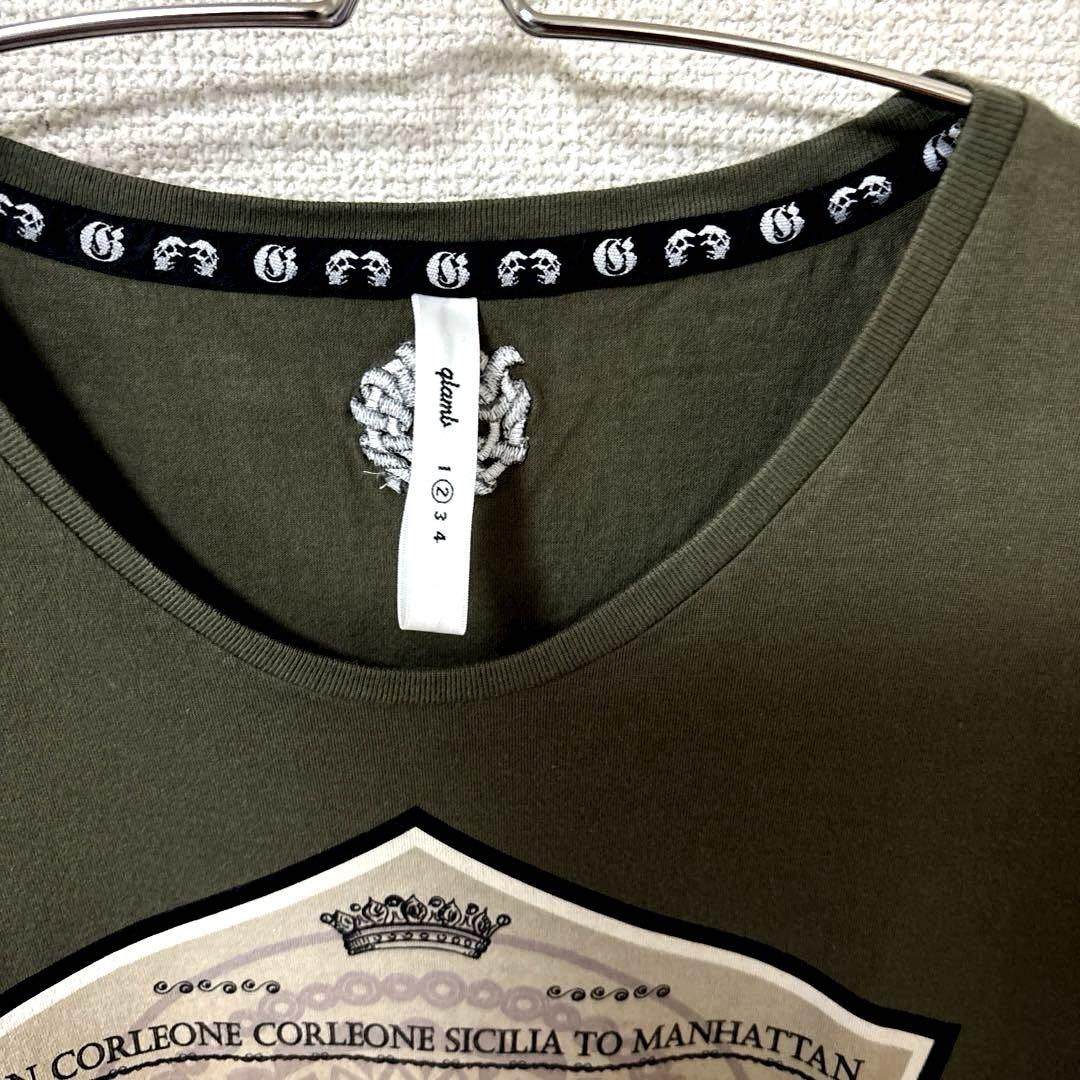 G G G G G G
glamb
1 2 3 4
N CORLEONE CORLEONE SICILIA TO MANHATTAN